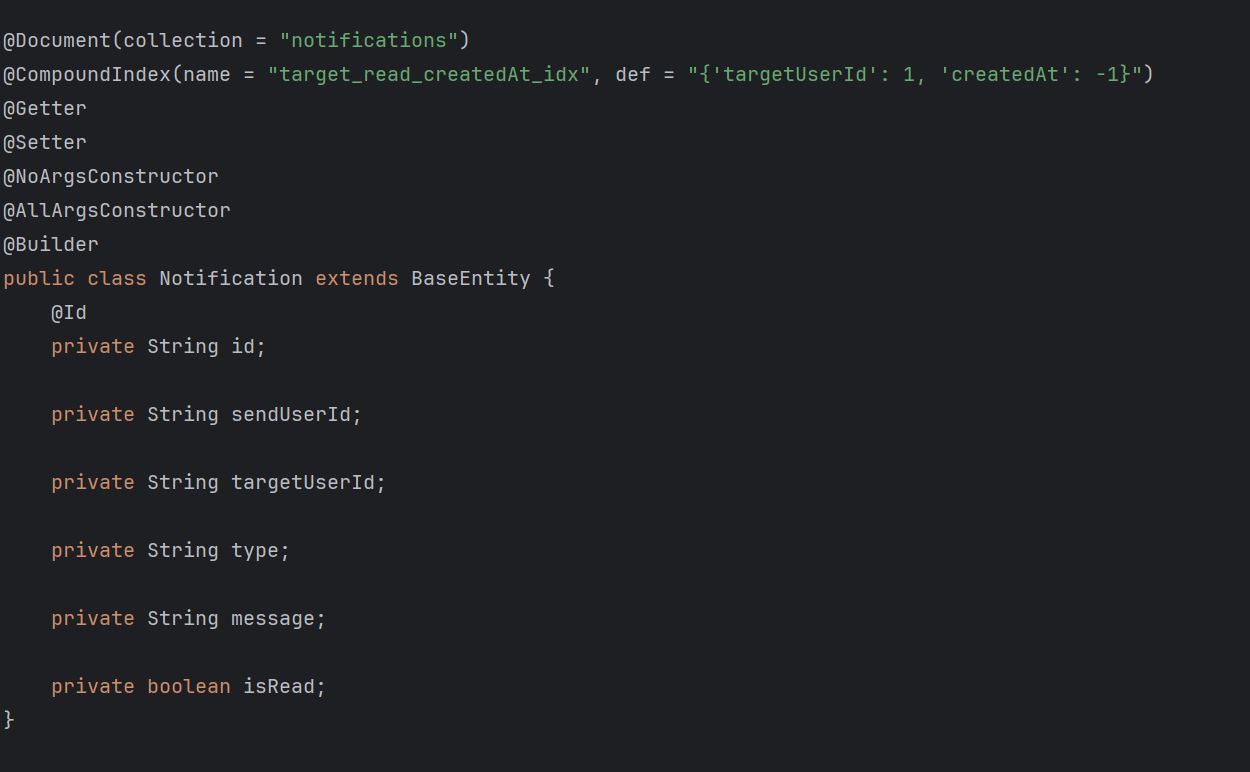 @Document(collection = "notifications")
@CompoundIndex(name = "target_read_createdAt_idx", def = "{'targetUserId': 1, 'createdAt': -1}")
@Getter
@Setter
@NoArgsConstructor
@AllArgsConstructor
@Builder
public class Notification extends BaseEntity {
    @Id
    private String id;
    private String sendUserId;
    private String targetUserId;
    private String type;
    private String message;
    private boolean isRead;
}